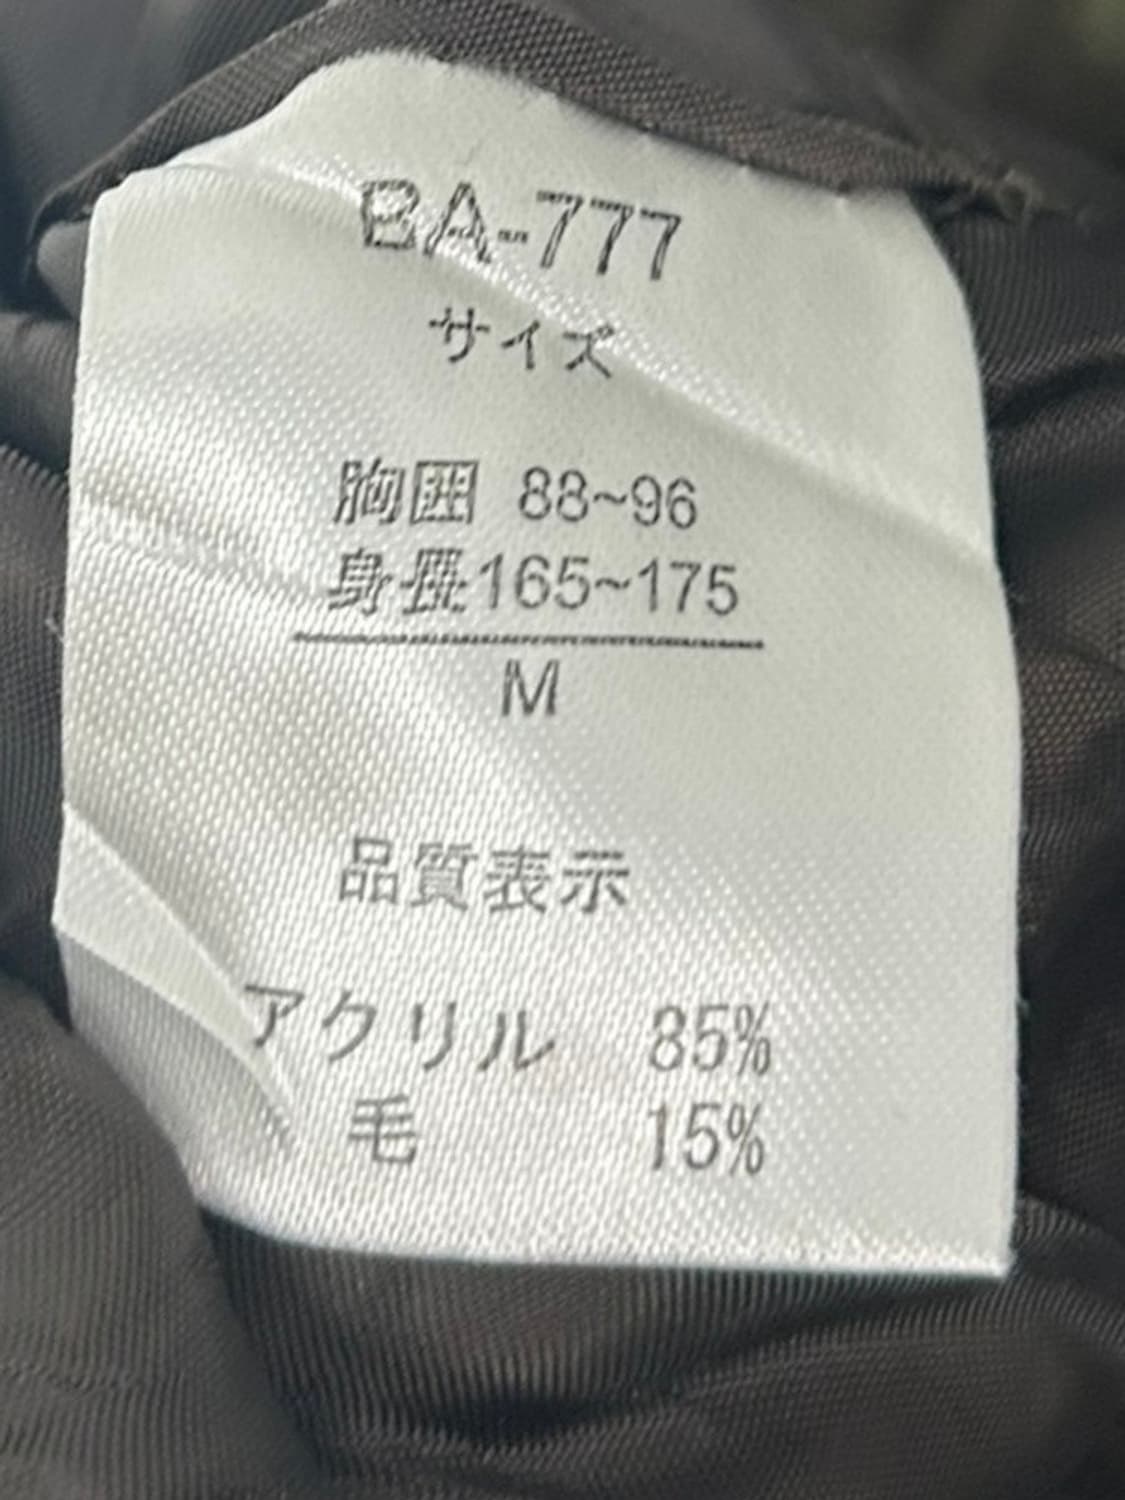 BA-777
サイズ
胸囲 88~96
身長165~175
M
品質表示
アクリル 85%
毛 15%